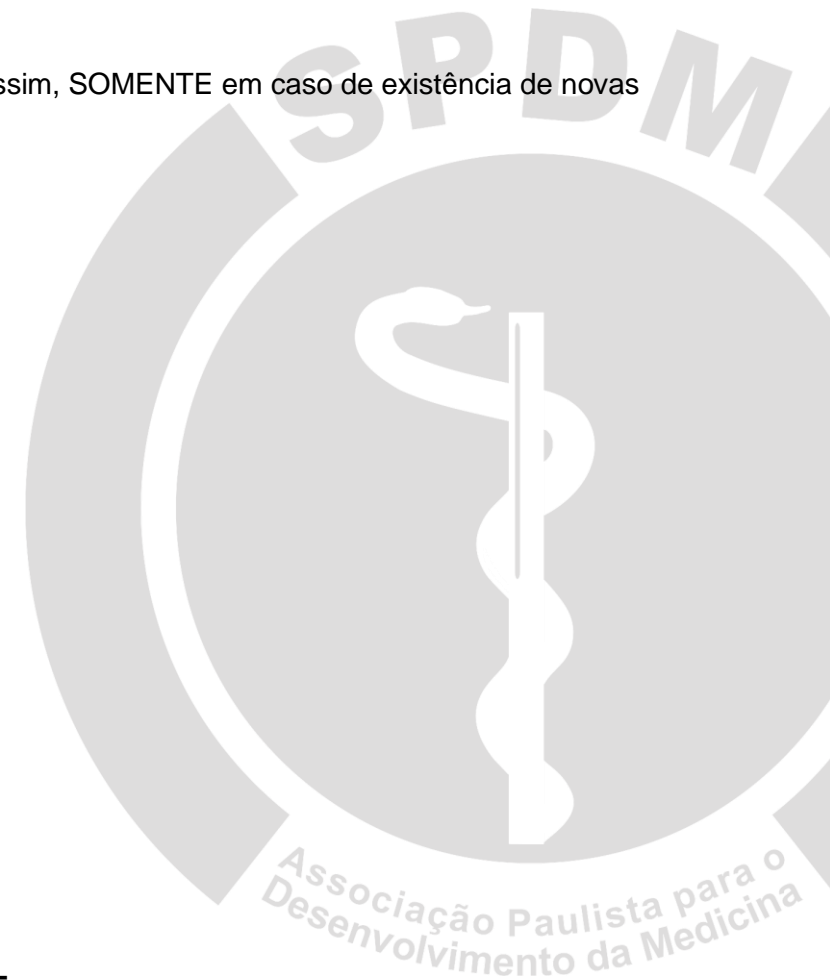 SPDM
ssim, SOMENTE em caso de existência de novas
Associação Paulista para o
Desenvolvimento da Medicina